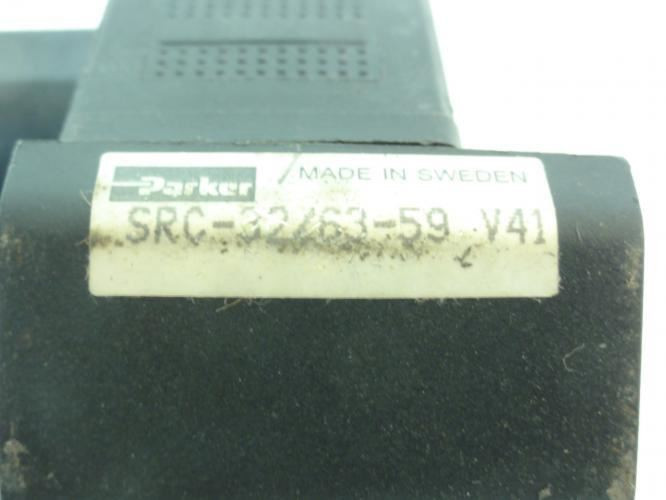 Parker
MADE IN SWEDEN
SRC-32/63-59 V41